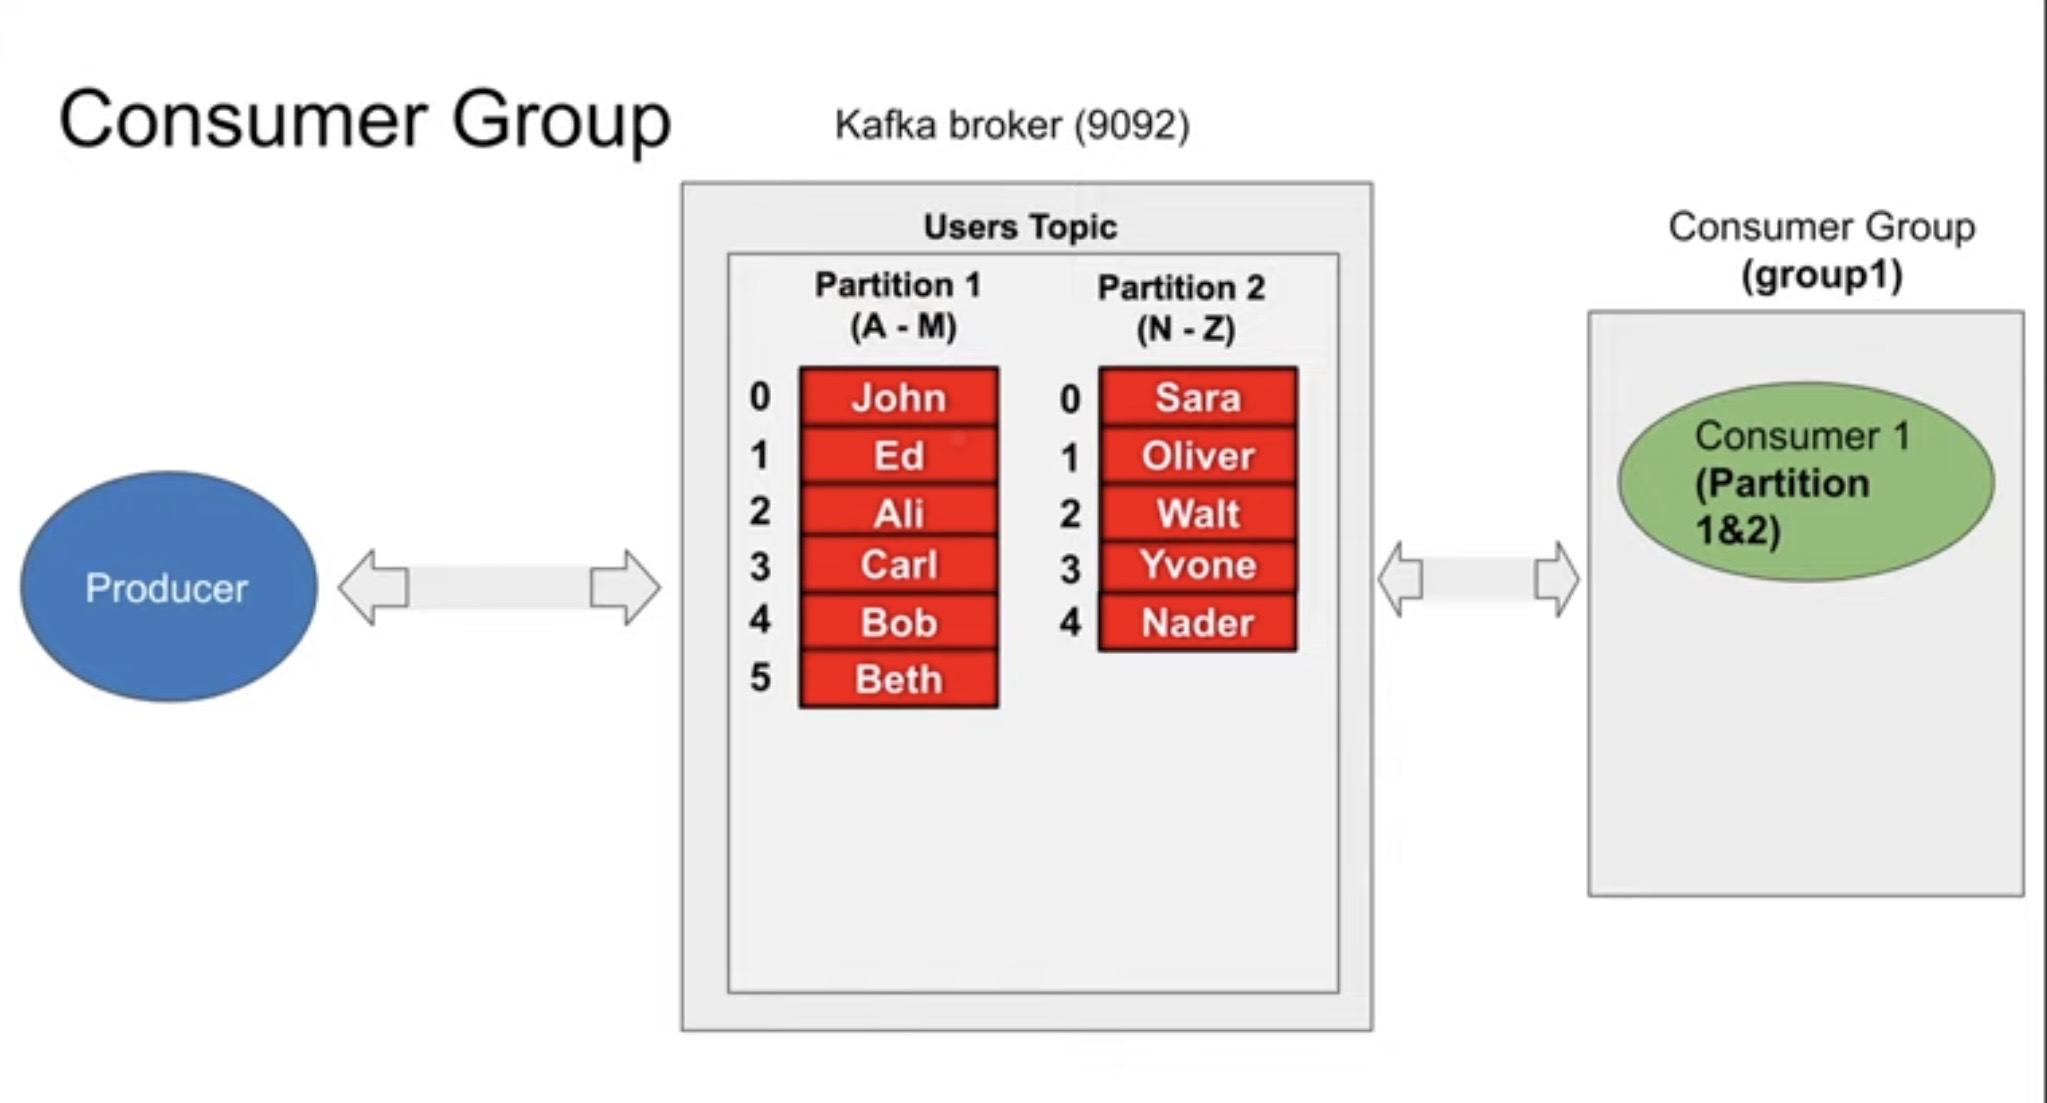 Consumer Group
Kafka broker (9092)
Users Topic
Partition 1
(A - M)
0 John
1 Ed
2 Ali
3 Carl
4 Bob
5 Beth
Partition 2
(N - Z)
0 Sara
1 Oliver
2 Walt
3 Yvone
4 Nader
Producer
Consumer Group
(group1)
Consumer 1
(Partition
1&2)